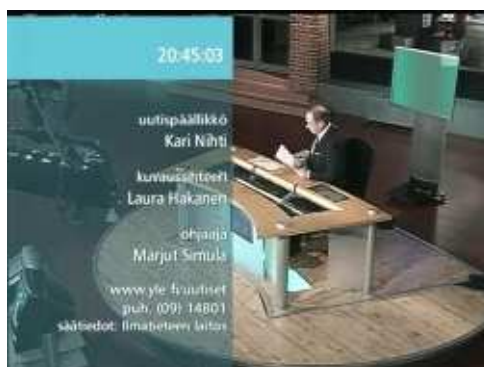 20:45:03
uutispäällikkö
Kari Nihti
kuvaussihteeri
Laura Hakanen
ohjaaja
Marjut Simula
www.yle.fi/uutiset
puh. (09) 14801
säätiedot: Ilmatieteen laitos